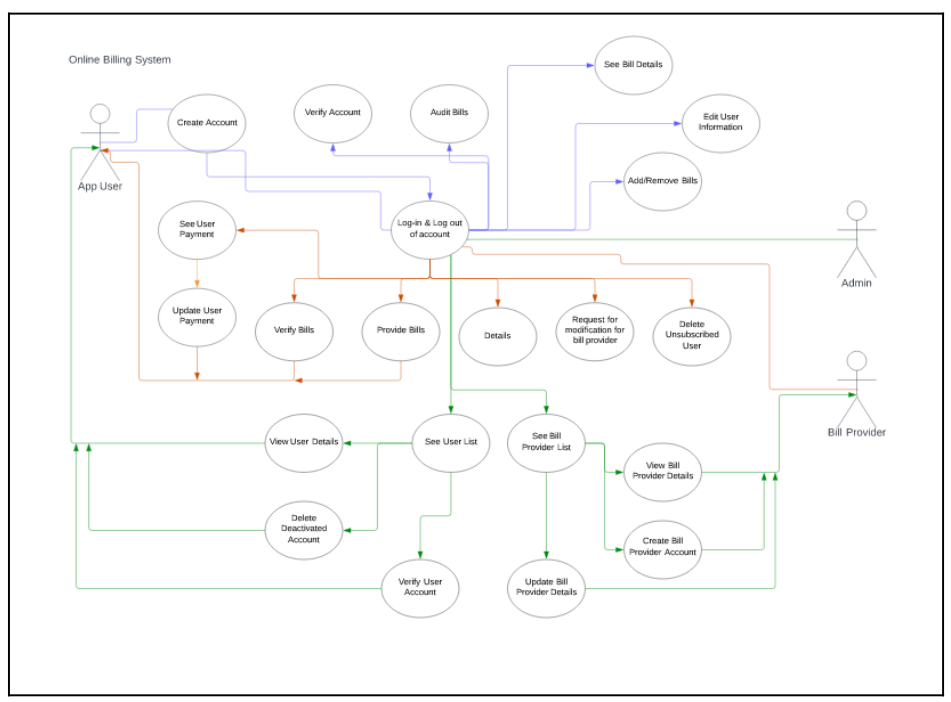 Online Billing System
See Bill Details
Create Account
Verify Account
Audit Bills
Edit User
Information
App User
Add/Remove Bills
See User
Payment
Log-in & Log out
of account
Admin
Update User
Payment
Verify Bills
Provide Bills
Details
Request for
modification for
bill provider
Delete
Unsubscribed
User
Bill Provider
View User Details
See User List
See Bill
Provider List
View Bill
Provider Details
Delete
Deactivated
Account
Create Bill
Provider Account
Verify User
Account
Update Bill
Provider Details